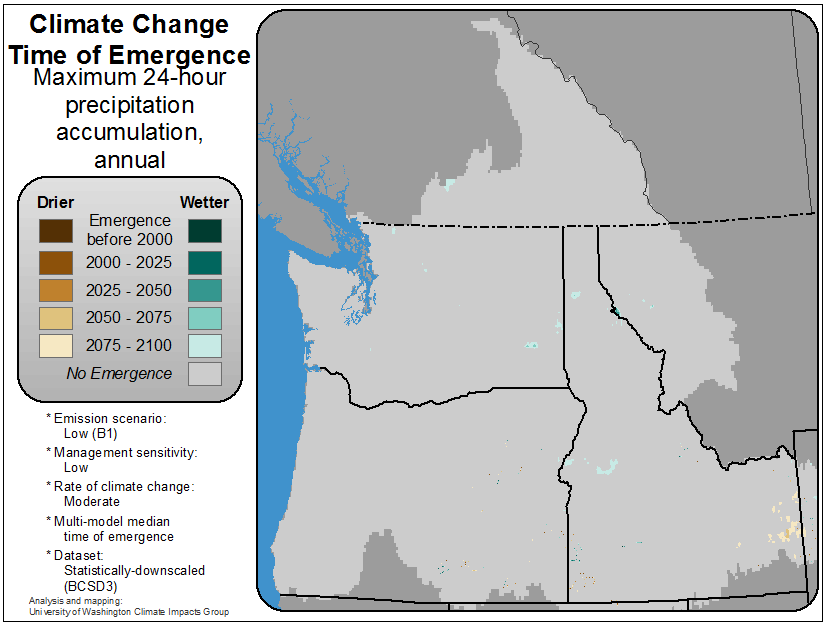 Climate Change
Time of Emergence
Maximum 24-hour
precipitation
accumulation,
annual
Drier Wetter
Emergence
before 2000
2000 - 2025
2025 - 2050
2050 - 2075
2075 - 2100
No Emergence
* Emission scenario:
Low (B1)
* Management sensitivity:
Low
* Rate of climate change:
Moderate
* Multi-model median
time of emergence
* Dataset:
Statistically-downscaled
(BCSD3)
Analysis and mapping:
University of Washington Climate Impacts Group